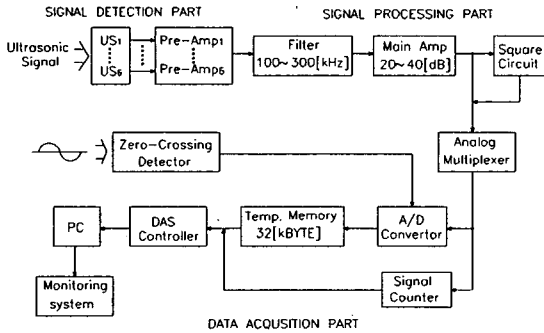 SIGNAL DETECTION PART
SIGNAL PROCESSING PART
Ultrasonic
Signal
US1
US6
Pre-Amp1
Pre-Amp6
Filter
100~300[kHz]
Main Amp
20~40[dB]
Square
Circuit
Zero-Crossing
Detector
Analog
Multiplexer
PC
DAS
Controller
Temp. Memory
32[kBYTE]
A/D
Convertor
Monitoring
system
Signal
Counter
DATA ACQUSITION PART